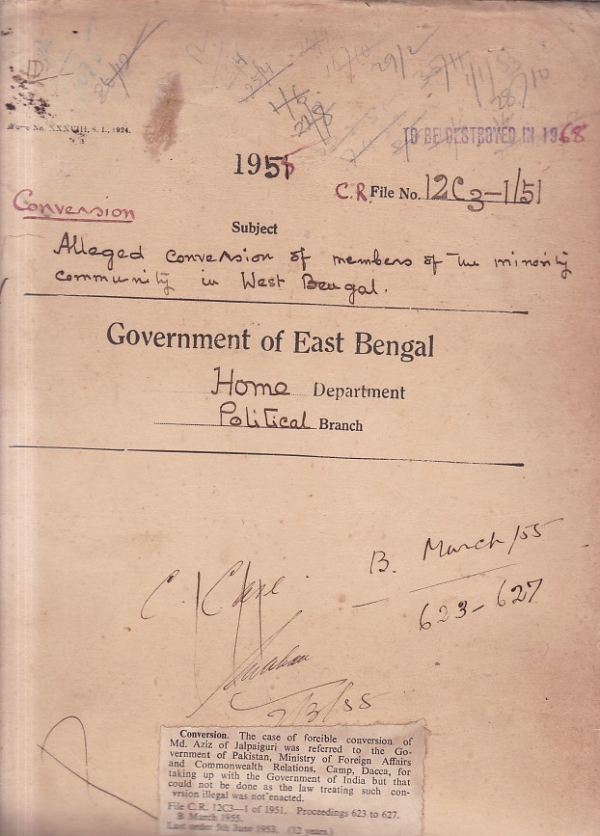 TO BE DESTROYED IN 1968
1955
C.R. File No. 12C3-1/51
Conversion
Subject
Alleged conversion of members of the minority
community in West Bengal.
Government of East Bengal
Home Department
Political Branch
B. March/55
623-627
2/3/55
Conversion. The case of forcible conversion of
Md. Aziz of Jalpaiguri was referred to the Go-
vernment of Pakistan, Ministry of Foreign Affairs
and Commonwealth Relations, Camp, Dacca, for
taking up with the Government of India but that
could not be done as the law treating such con-
vrsion illegal was not enacted.
File C.R. 12C3—1 of 1951. Proceedings 623 to 627.
B March 1955.
Last order 5th June 1953. (12 years.)